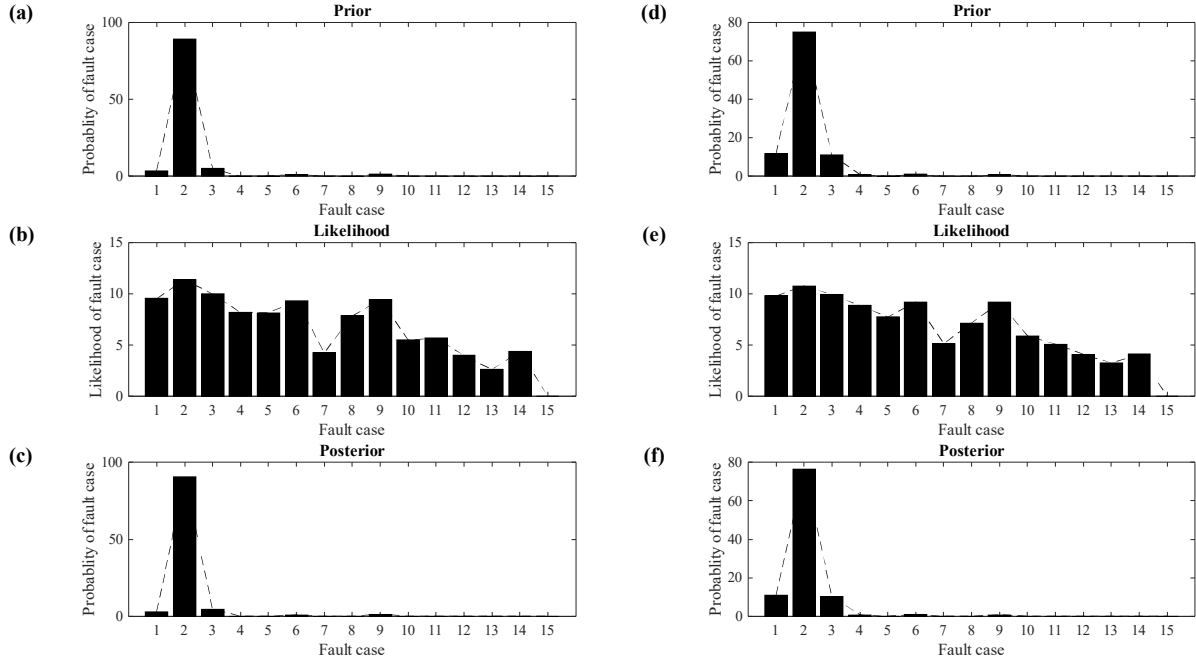 (a)
Prior
Probablity of fault case
100
50
0
1 2 3 4 5 6 7 8 9 10 11 12 13 14 15
Fault case
(b)
Likelihood
Likelihood of fault case
15
10
5
0
1 2 3 4 5 6 7 8 9 10 11 12 13 14 15
Fault case
(c)
Posterior
Probablity of fault case
100
50
0
1 2 3 4 5 6 7 8 9 10 11 12 13 14 15
Fault case
(d)
Prior
Probablity of fault case
80
60
40
20
0
1 2 3 4 5 6 7 8 9 10 11 12 13 14 15
Fault case
(e)
Likelihood
Likelihood of fault case
15
10
5
0
1 2 3 4 5 6 7 8 9 10 11 12 13 14 15
Fault case
(f)
Posterior
Probablity of fault case
80
60
40
20
0
1 2 3 4 5 6 7 8 9 10 11 12 13 14 15
Fault case